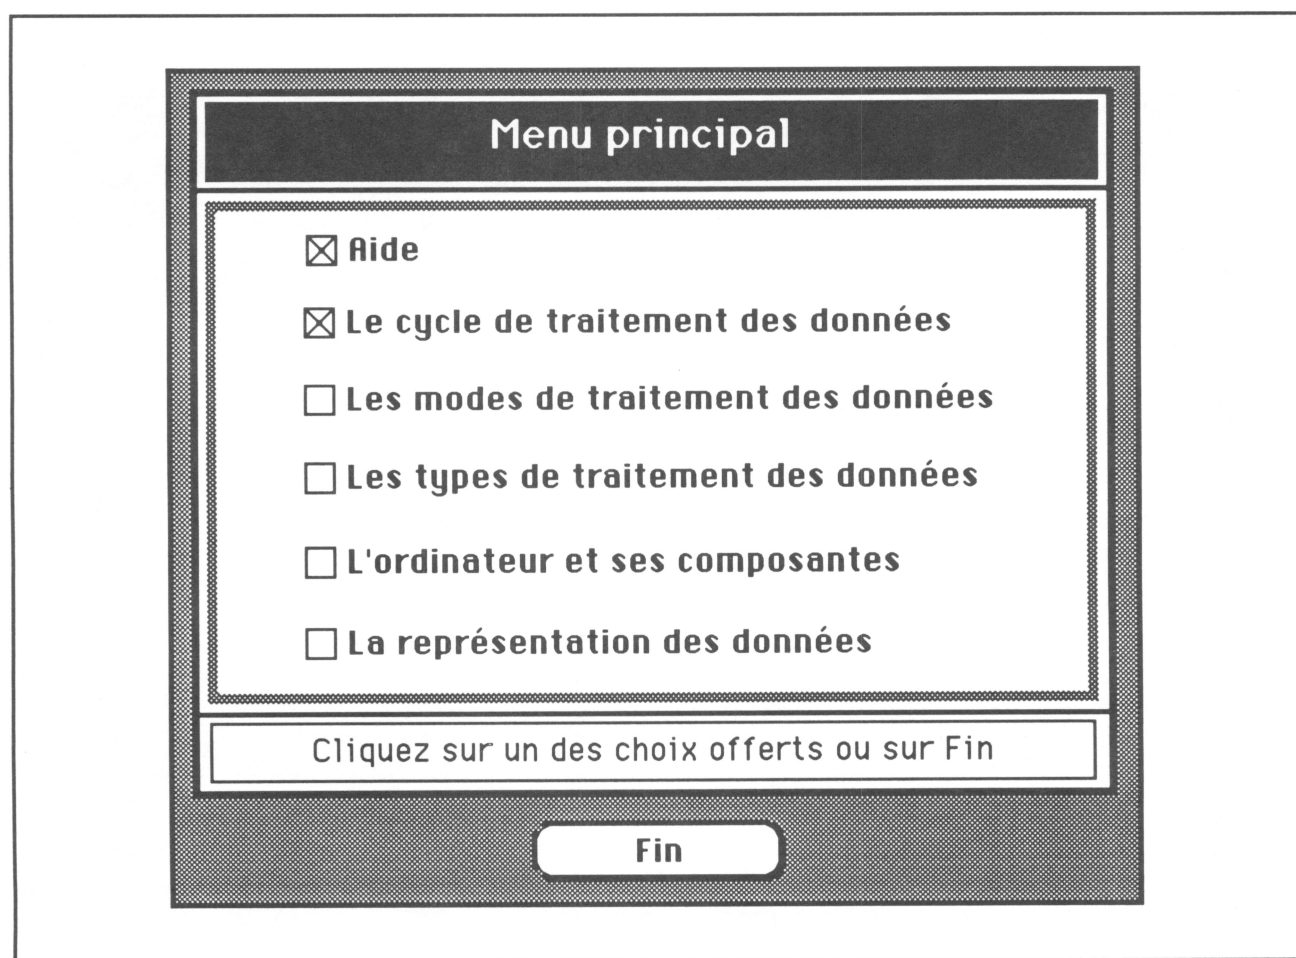 Menu principal
Aide
Le cycle de traitement des données
Les modes de traitement des données
Les types de traitement des données
L'ordinateur et ses composantes
La représentation des données
Cliquez sur un des choix offerts ou sur Fin
Fin